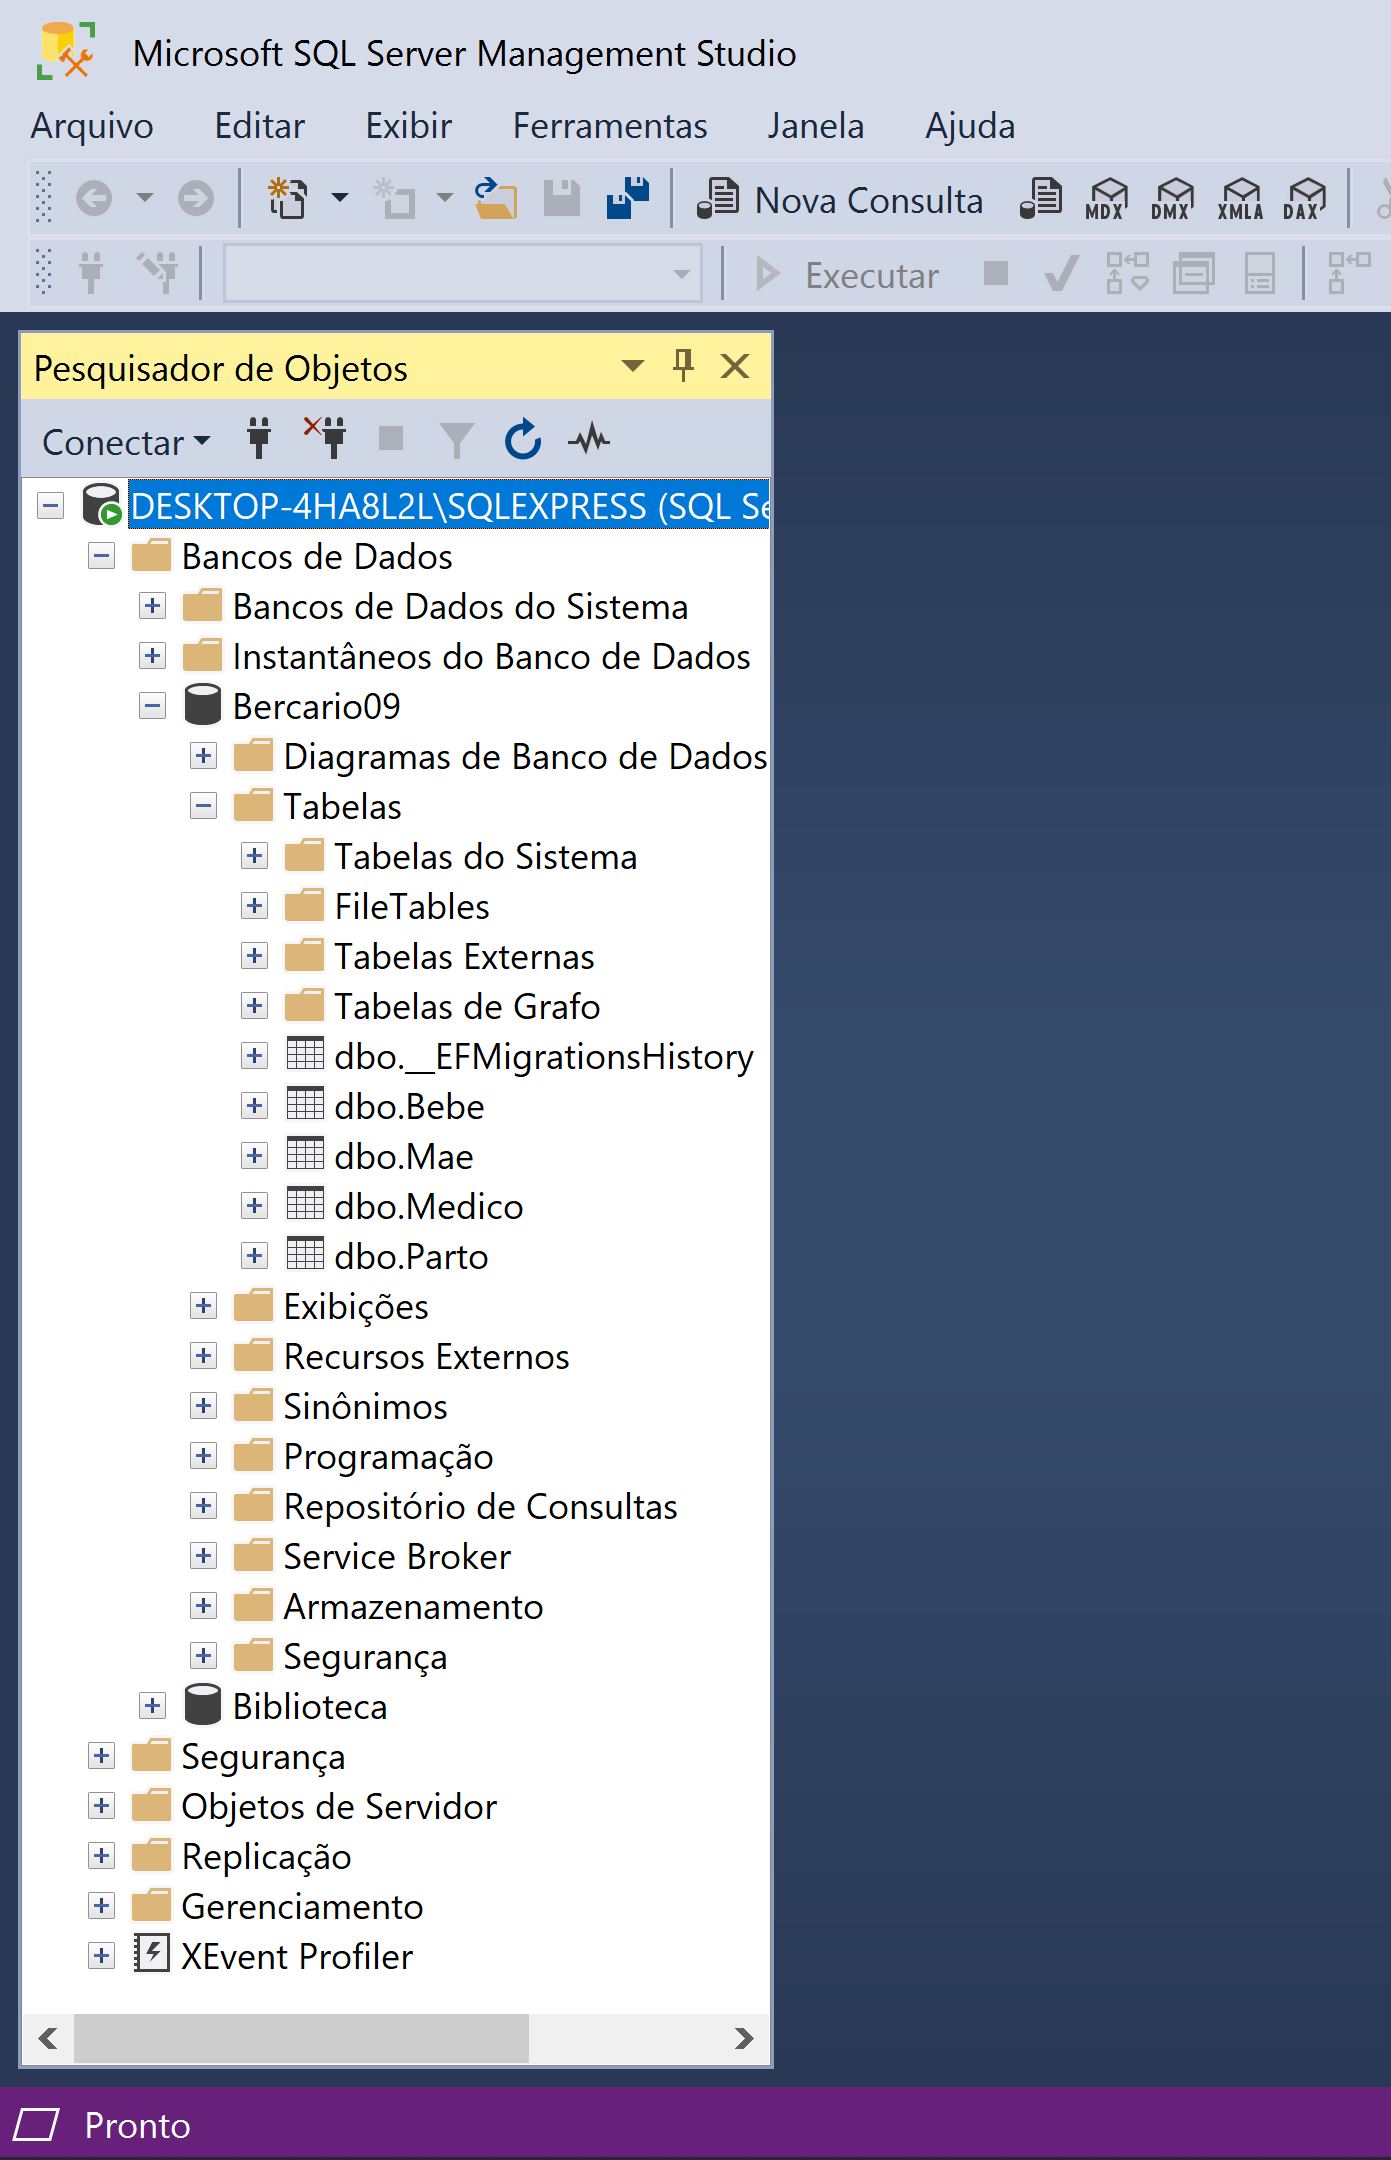 Microsoft SQL Server Management Studio
Arquivo Editar Exibir Ferramentas Janela Ajuda
Nova Consulta MDX DMX XMLA DAX
Executar
Pesquisador de Objetos
Conectar
DESKTOP-4HA8L2L\SQLEXPRESS (SQL Se
Bancos de Dados
Bancos de Dados do Sistema
Instantâneos do Banco de Dados
Bercario09
Diagramas de Banco de Dados
Tabelas
Tabelas do Sistema
FileTables
Tabelas Externas
Tabelas de Grafo
dbo.__EFMigrationsHistory
dbo.Bebe
dbo.Mae
dbo.Medico
dbo.Parto
Exibições
Recursos Externos
Sinônimos
Programação
Repositório de Consultas
Service Broker
Armazenamento
Segurança
Biblioteca
Segurança
Objetos de Servidor
Replicação
Gerenciamento
XEvent Profiler
Pronto